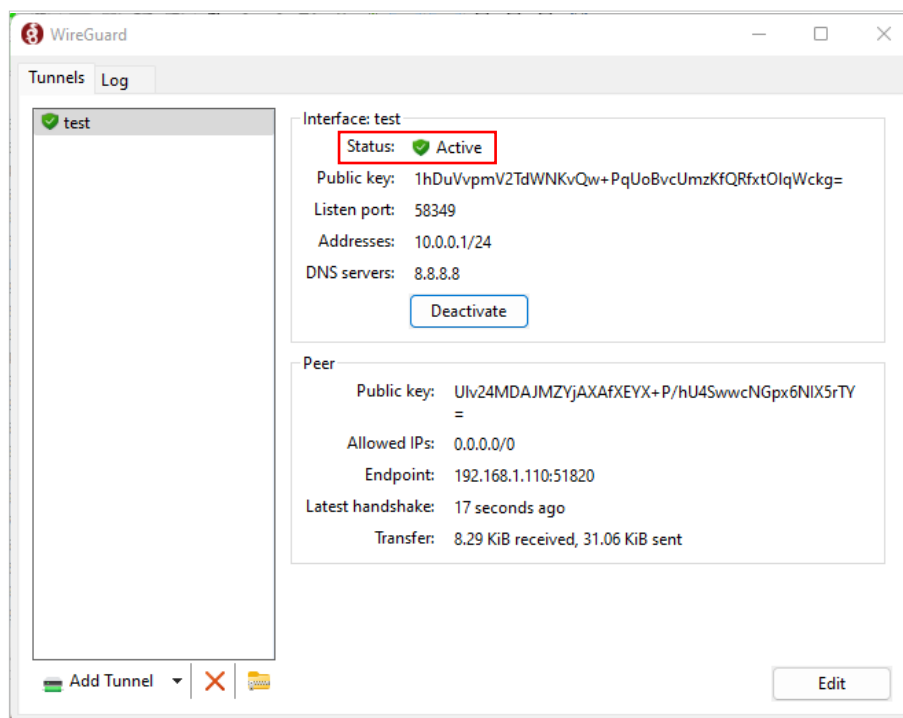 WireGuard
Tunnels Log
test
Interface: test
Status: Active
Public key: 1hDuVvpmV2TdWNKvQw+PqUoBvcUmzKfQRfxtOIqWckg=
Listen port: 58349
Addresses: 10.0.0.1/24
DNS servers: 8.8.8.8
Deactivate
Peer
Public key: UIv24MDAJMZYjAXAfXEYX+P/hU4SwwcNGpx6NIX5rTY
=
Allowed IPs: 0.0.0.0/0
Endpoint: 192.168.1.110:51820
Latest handshake: 17 seconds ago
Transfer: 8.29 KiB received, 31.06 KiB sent
Add Tunnel
Edit